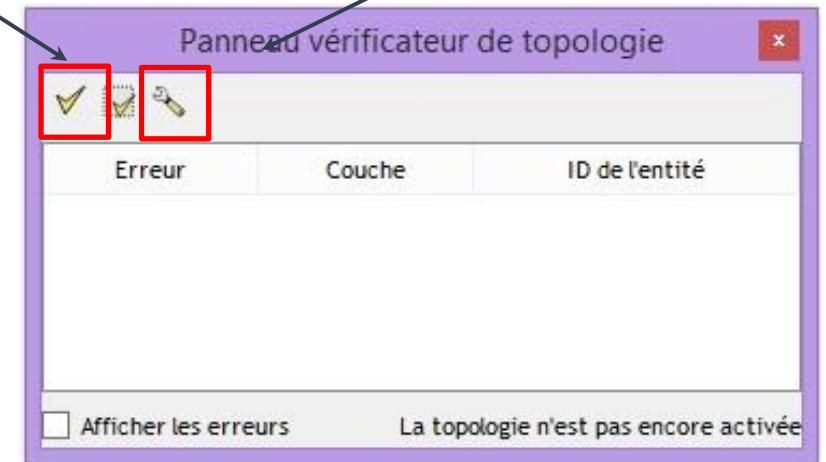 Panneau vérificateur de topologie
x
Erreur Couche ID de l'entité
Afficher les erreurs La topologie n'est pas encore activée